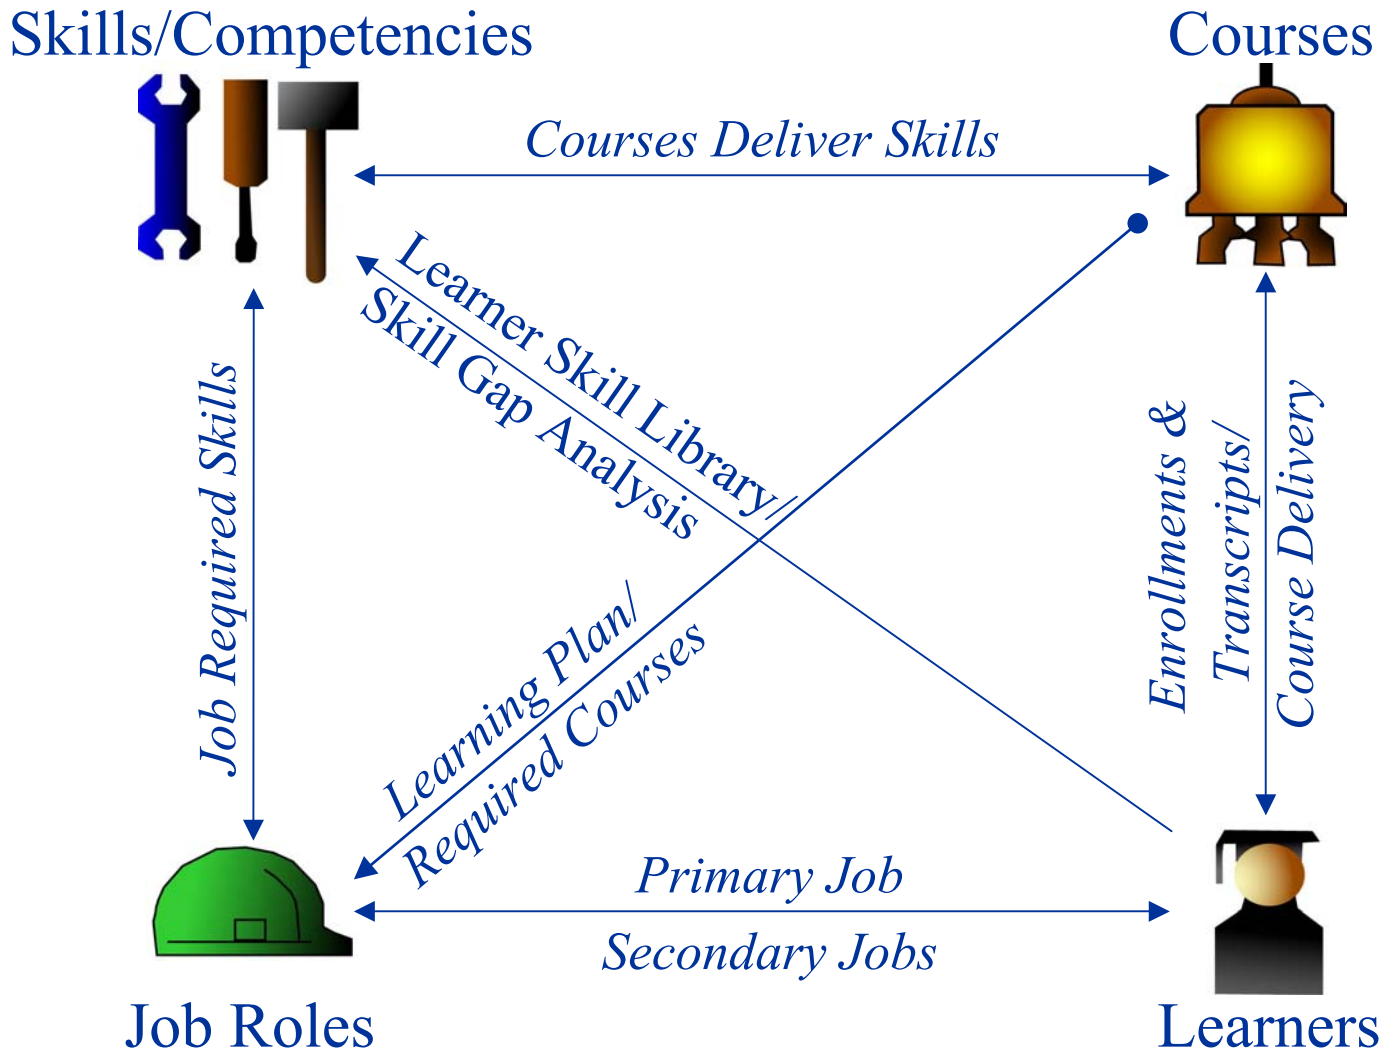 Skills/Competencies
Courses
Courses Deliver Skills
Learner Skill Library/
Skill Gap Analysis
Job Required Skills
Enrollments &
Transcripts/
Course Delivery
Learning Plan/
Required Courses
Primary Job
Secondary Jobs
Job Roles
Learners